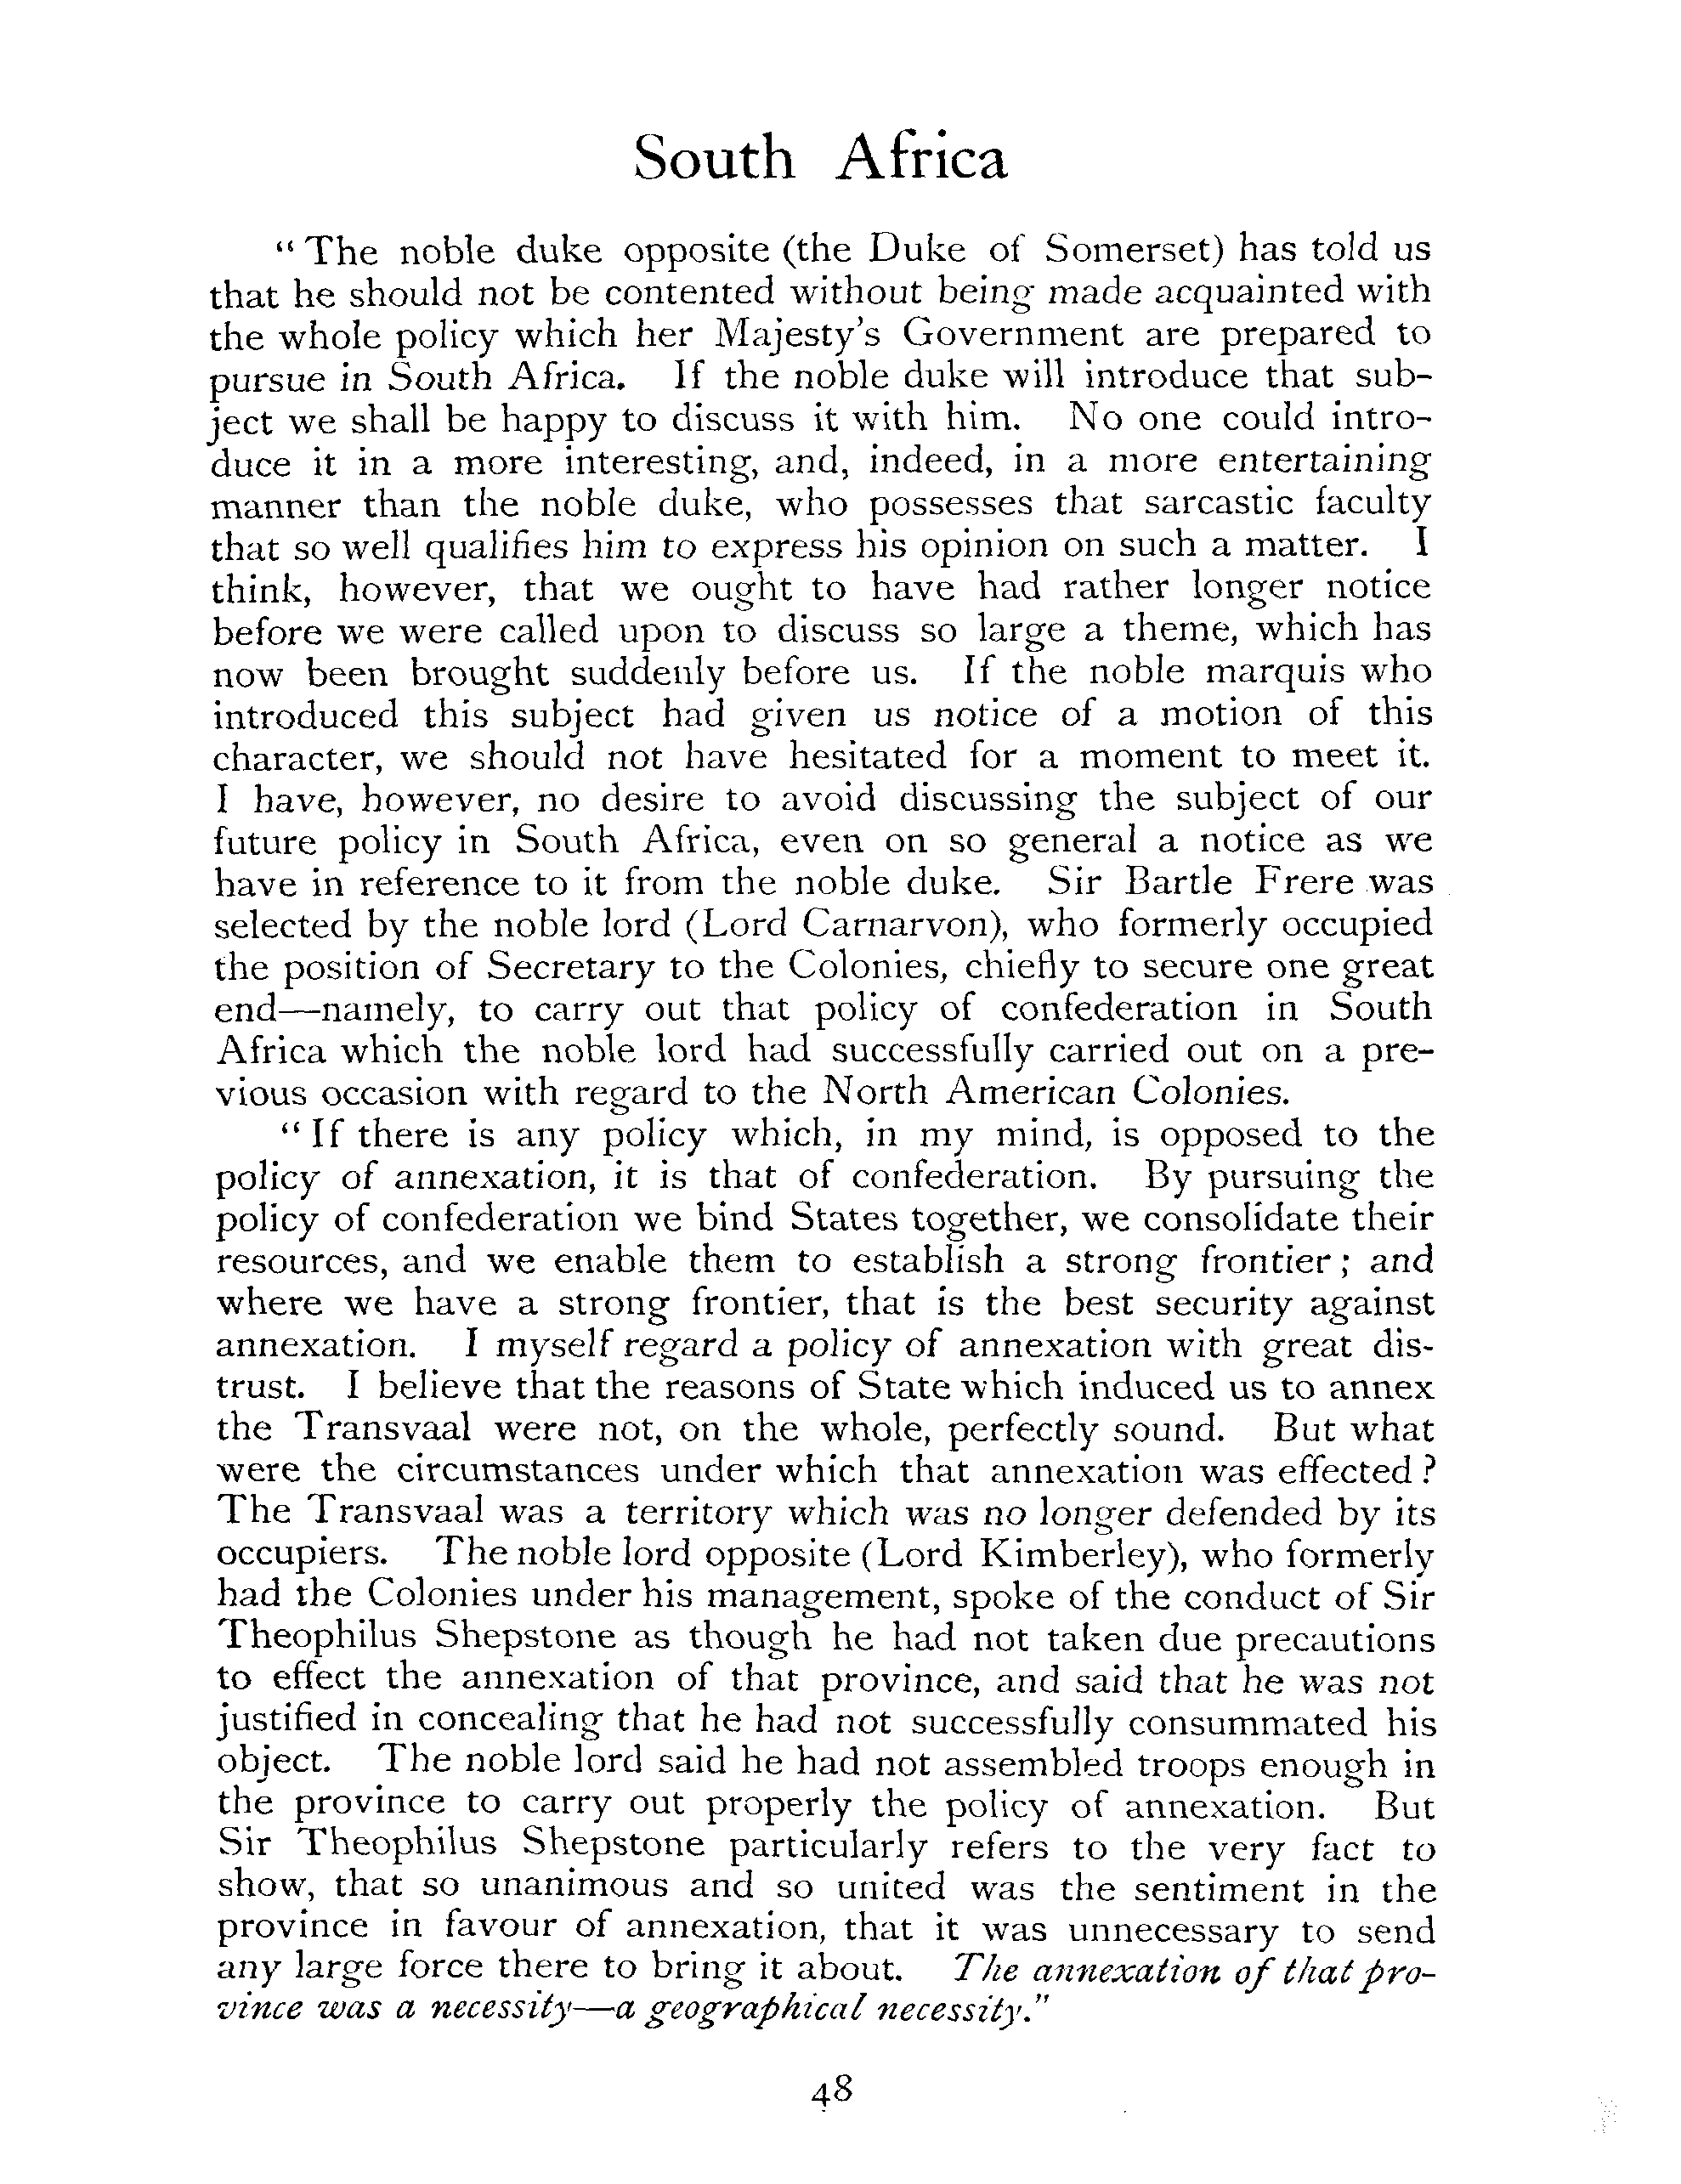 South Africa
“ The noble duke opposite (the Duke of Somerset) has told us
that he should not be contented without being made acquainted with
the whole policy which her Majesty's Government are prepared to
pursue in South Africa. If the noble duke will introduce that sub-
ject we shall be happy to discuss it with him. No one could intro-
duce it in a more interesting, and, indeed, in a more entertaining
manner than the noble duke, who possesses that sarcastic faculty
that so well qualifies him to express his opinion on such a matter. I
think, however, that we ought to have had rather longer notice
before we were called upon to discuss so large a theme, which has
now been brought suddenly before us. If the noble marquis who
introduced this subject had given us notice of a motion of this
character, we should not have hesitated for a moment to meet it.
I have, however, no desire to avoid discussing the subject of our
future policy in South Africa, even on so general a notice as we
have in reference to it from the noble duke. Sir Bartle Frere was
selected by the noble lord (Lord Carnarvon), who formerly occupied
the position of Secretary to the Colonies, chiefly to secure one great
end—namely, to carry out that policy of confederation in South
Africa which the noble lord had successfully carried out on a pre-
vious occasion with regard to the North American Colonies.
“ If there is any policy which, in my mind, is opposed to the
policy of annexation, it is that of confederation. By pursuing the
policy of confederation we bind States together, we consolidate their
resources, and we enable them to establish a strong frontier ; and
where we have a strong frontier, that is the best security against
annexation. I myself regard a policy of annexation with great dis-
trust. I believe that the reasons of State which induced us to annex
the Transvaal were not, on the whole, perfectly sound. But what
were the circumstances under which that annexation was effected ?
The Transvaal was a territory which was no longer defended by its
occupiers. The noble lord opposite (Lord Kimberley), who formerly
had the Colonies under his management, spoke of the conduct of Sir
Theophilus Shepstone as though he had not taken due precautions
to effect the annexation of that province, and said that he was not
justified in concealing that he had not successfully consummated his
object. The noble lord said he had not assembled troops enough in
the province to carry out properly the policy of annexation. But
Sir Theophilus Shepstone particularly refers to the very fact to
show, that so unanimous and so united was the sentiment in the
province in favour of annexation, that it was unnecessary to send
any large force there to bring it about. The annexation of that pro-
vince was a necessity—a geographical necessity.”
48